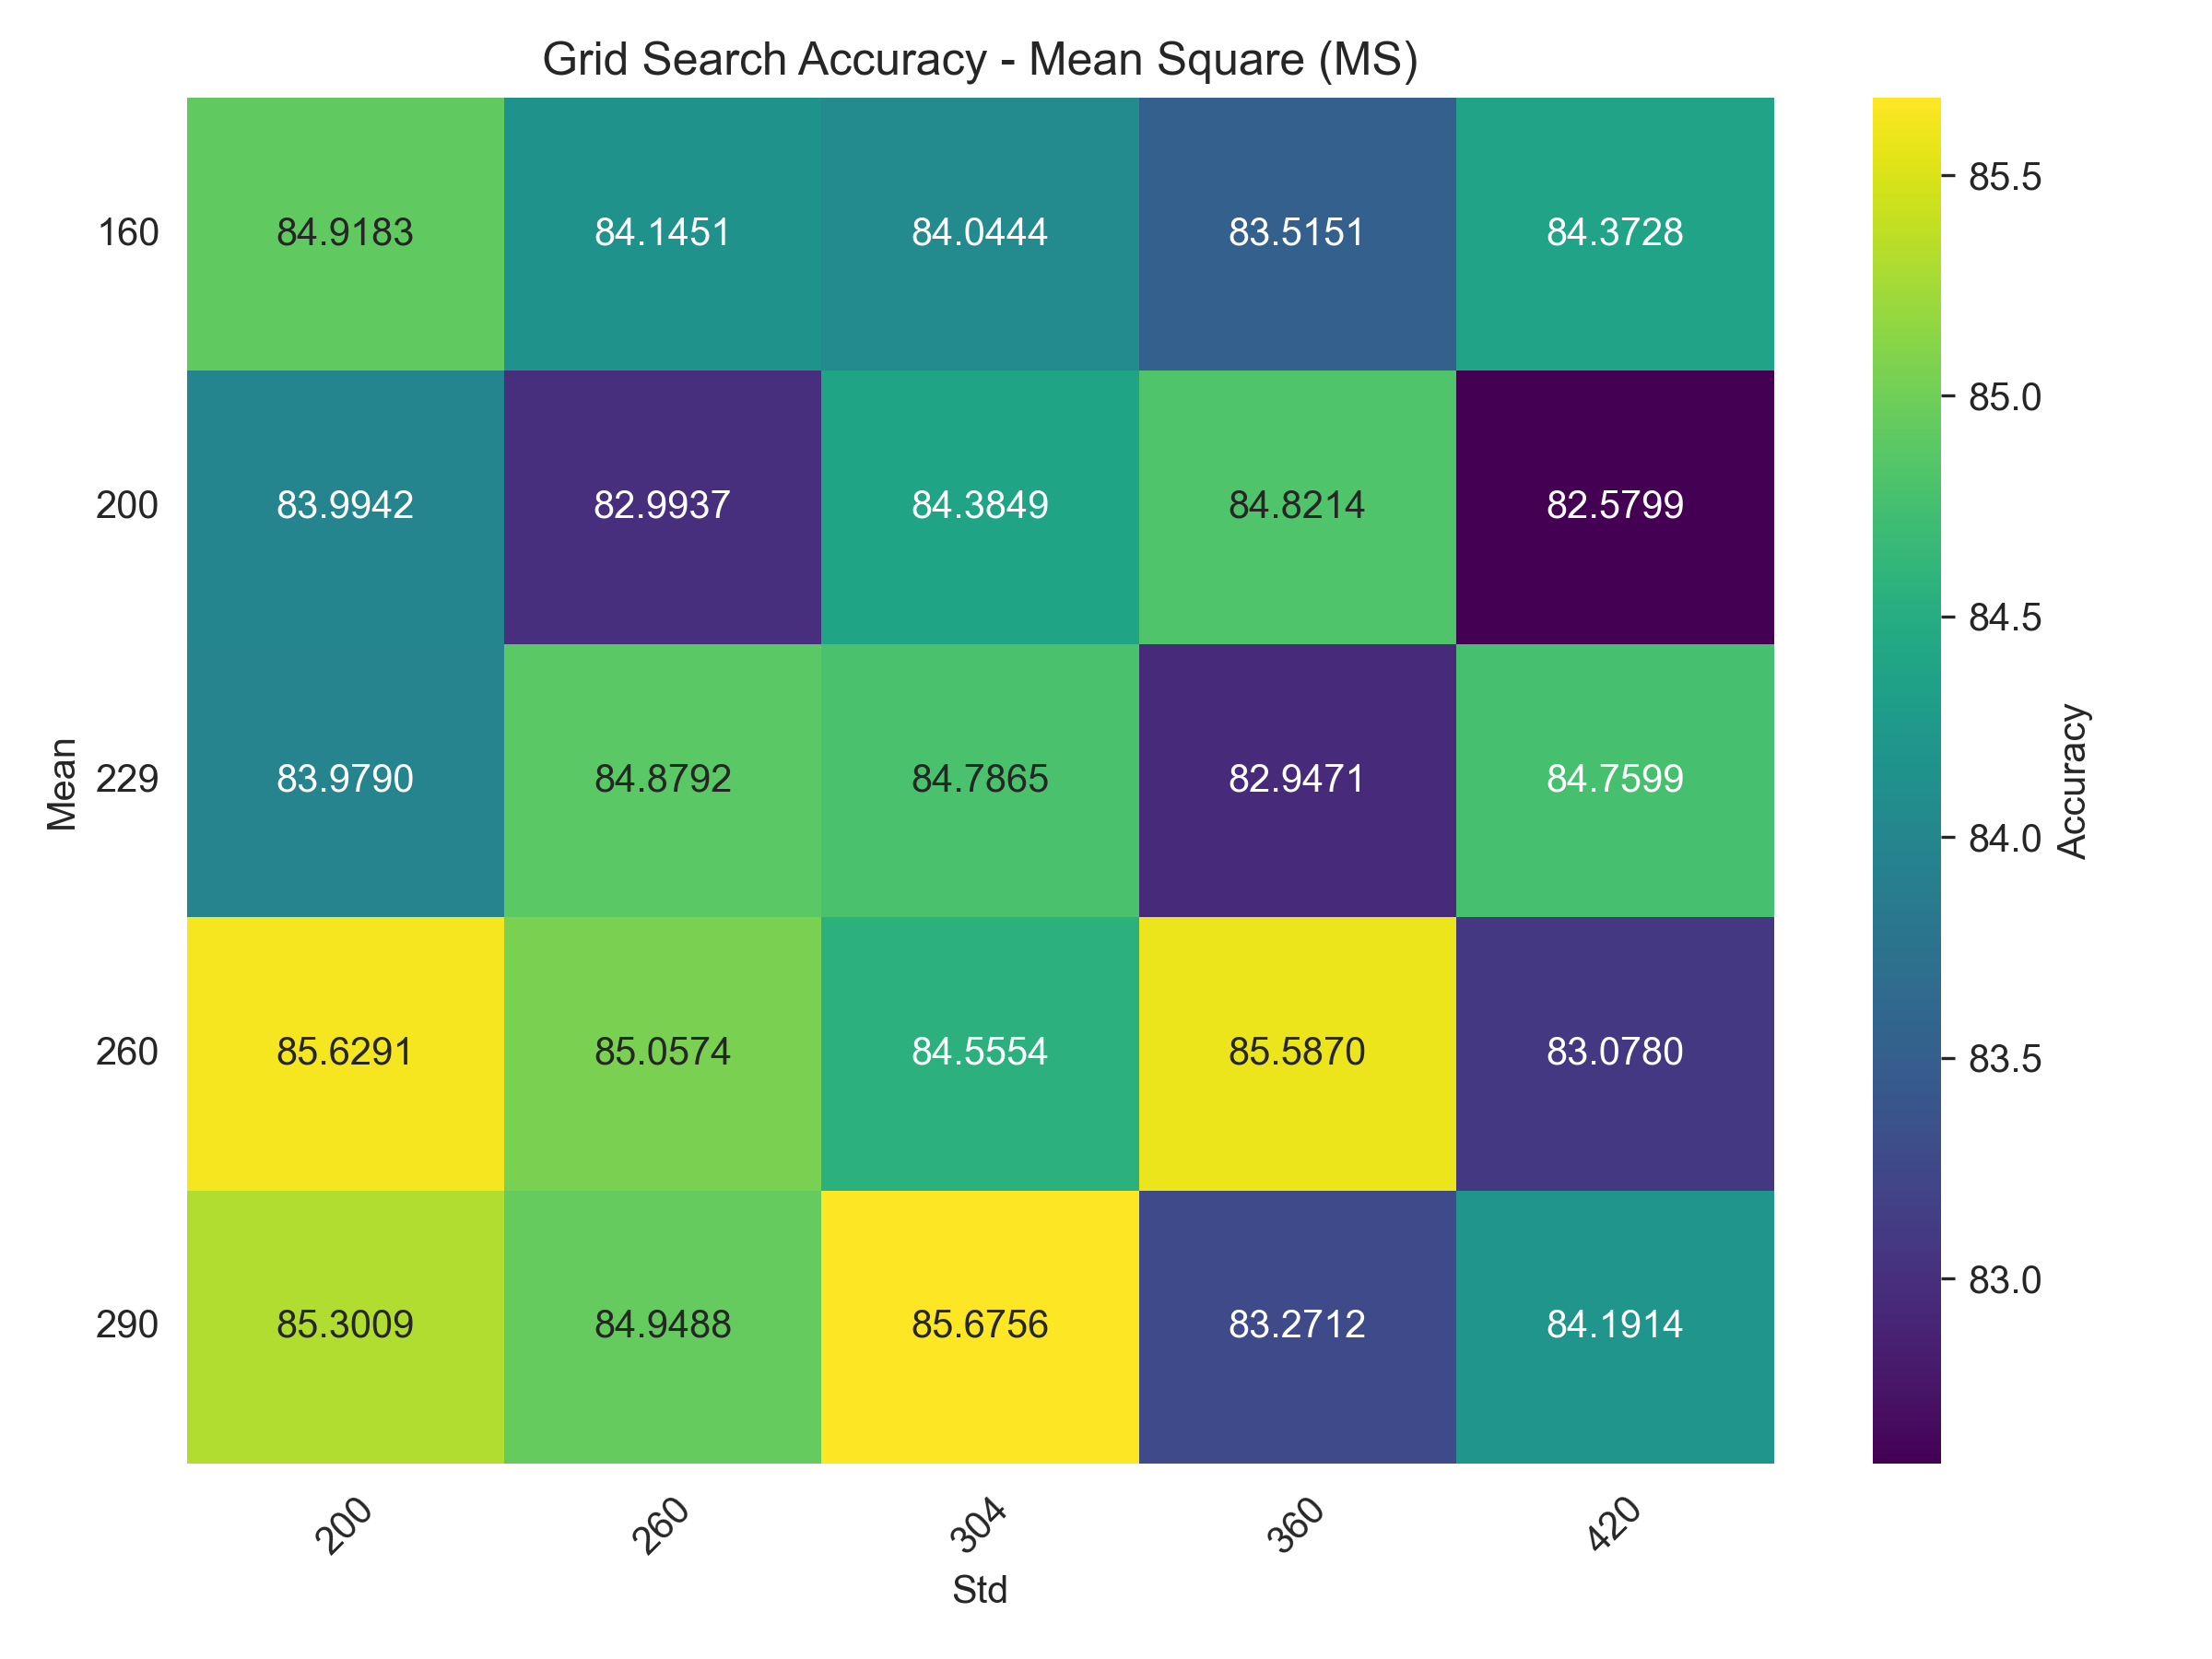 Grid Search Accuracy - Mean Square (MS)
160 84.9183 84.1451 84.0444 83.5151 84.3728
200 83.9942 82.9937 84.3849 84.8214 82.5799
229 83.9790 84.8792 84.7865 82.9471 84.7599
260 85.6291 85.0574 84.5554 85.5870 83.0780
290 85.3009 84.9488 85.6756 83.2712 84.1914
Mean
200 260 304 360 420
Std
85.5
85.0
84.5
84.0
83.5
83.0
Accuracy